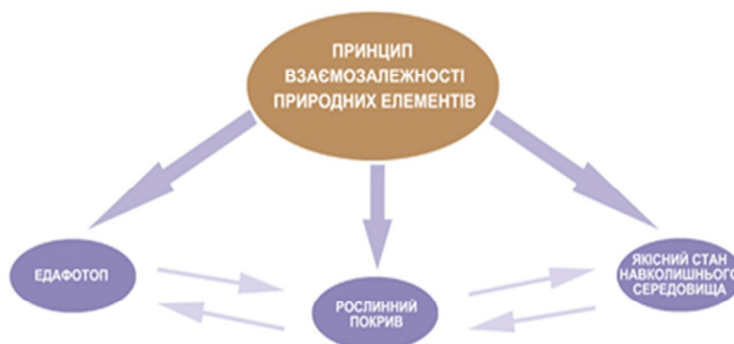 ПРИНЦИП
ВЗАЄМОЗАЛЕЖНОСТІ
ПРИРОДНИХ ЕЛЕМЕНТІВ
ЕДАФОТОП
РОСЛИННИЙ
ПОКРИВ
ЯКІСНИЙ СТАН
НАВКОЛИШНЬОГО
СЕРЕДОВИЩА